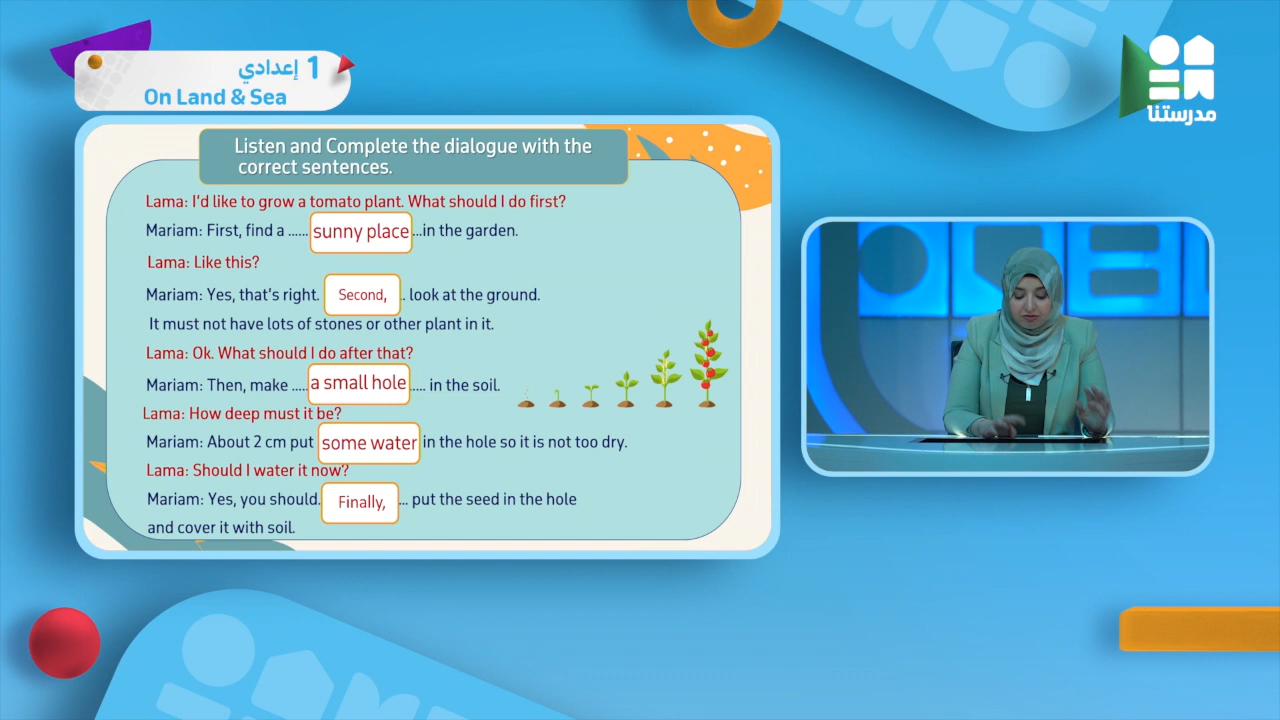 1 إعدادي
On Land & Sea
مدرستنا
Listen and Complete the dialogue with the
correct sentences.
Lama: I'd like to grow a tomato plant. What should I do first?
Mariam: First, find a ...... sunny place ...in the garden.
Lama: Like this?
Mariam: Yes, that's right. Second, .. look at the ground.
It must not have lots of stones or other plant in it.
Lama: Ok. What should I do after that?
Mariam: Then, make ..... a small hole ..... in the soil.
Lama: How deep must it be?
Mariam: About 2 cm put some water in the hole so it is not too dry.
Lama: Should I water it now?
Mariam: Yes, you should. Finally, ... put the seed in the hole
and cover it with soil.